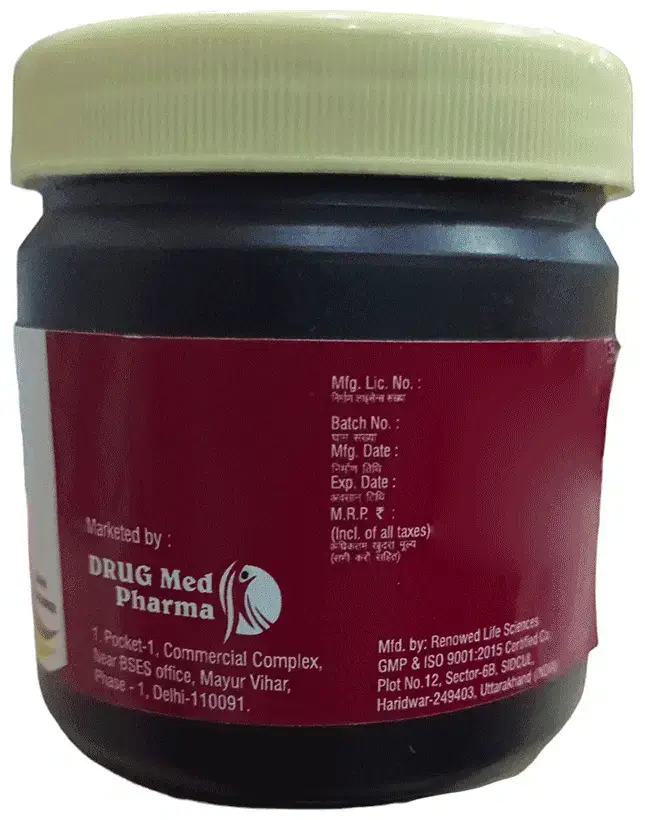 Mfg. Lic. No. :
निर्माण लाइसेन्स संख्या
Batch No. :
घान संख्या
Mfg. Date :
निर्माण तिथि
Exp. Date :
अवसान तिथि
M.R.P. ₹ :
(Incl. of all taxes)
अधिकतम खुदरा मूल्य
(सभी करों सहित)
Marketed by :
DRUG Med
Pharma
1, Pocket-1, Commercial Complex,
Near BSES office, Mayur Vihar,
Phase - 1, Delhi-110091.
Mfd. by: Renowed Life Sciences
GMP & ISO 9001:2015 Certified Co.
Plot No.12, Sector-6B, SIDCUL,
Haridwar-249403, Uttarakhand (INDIA)